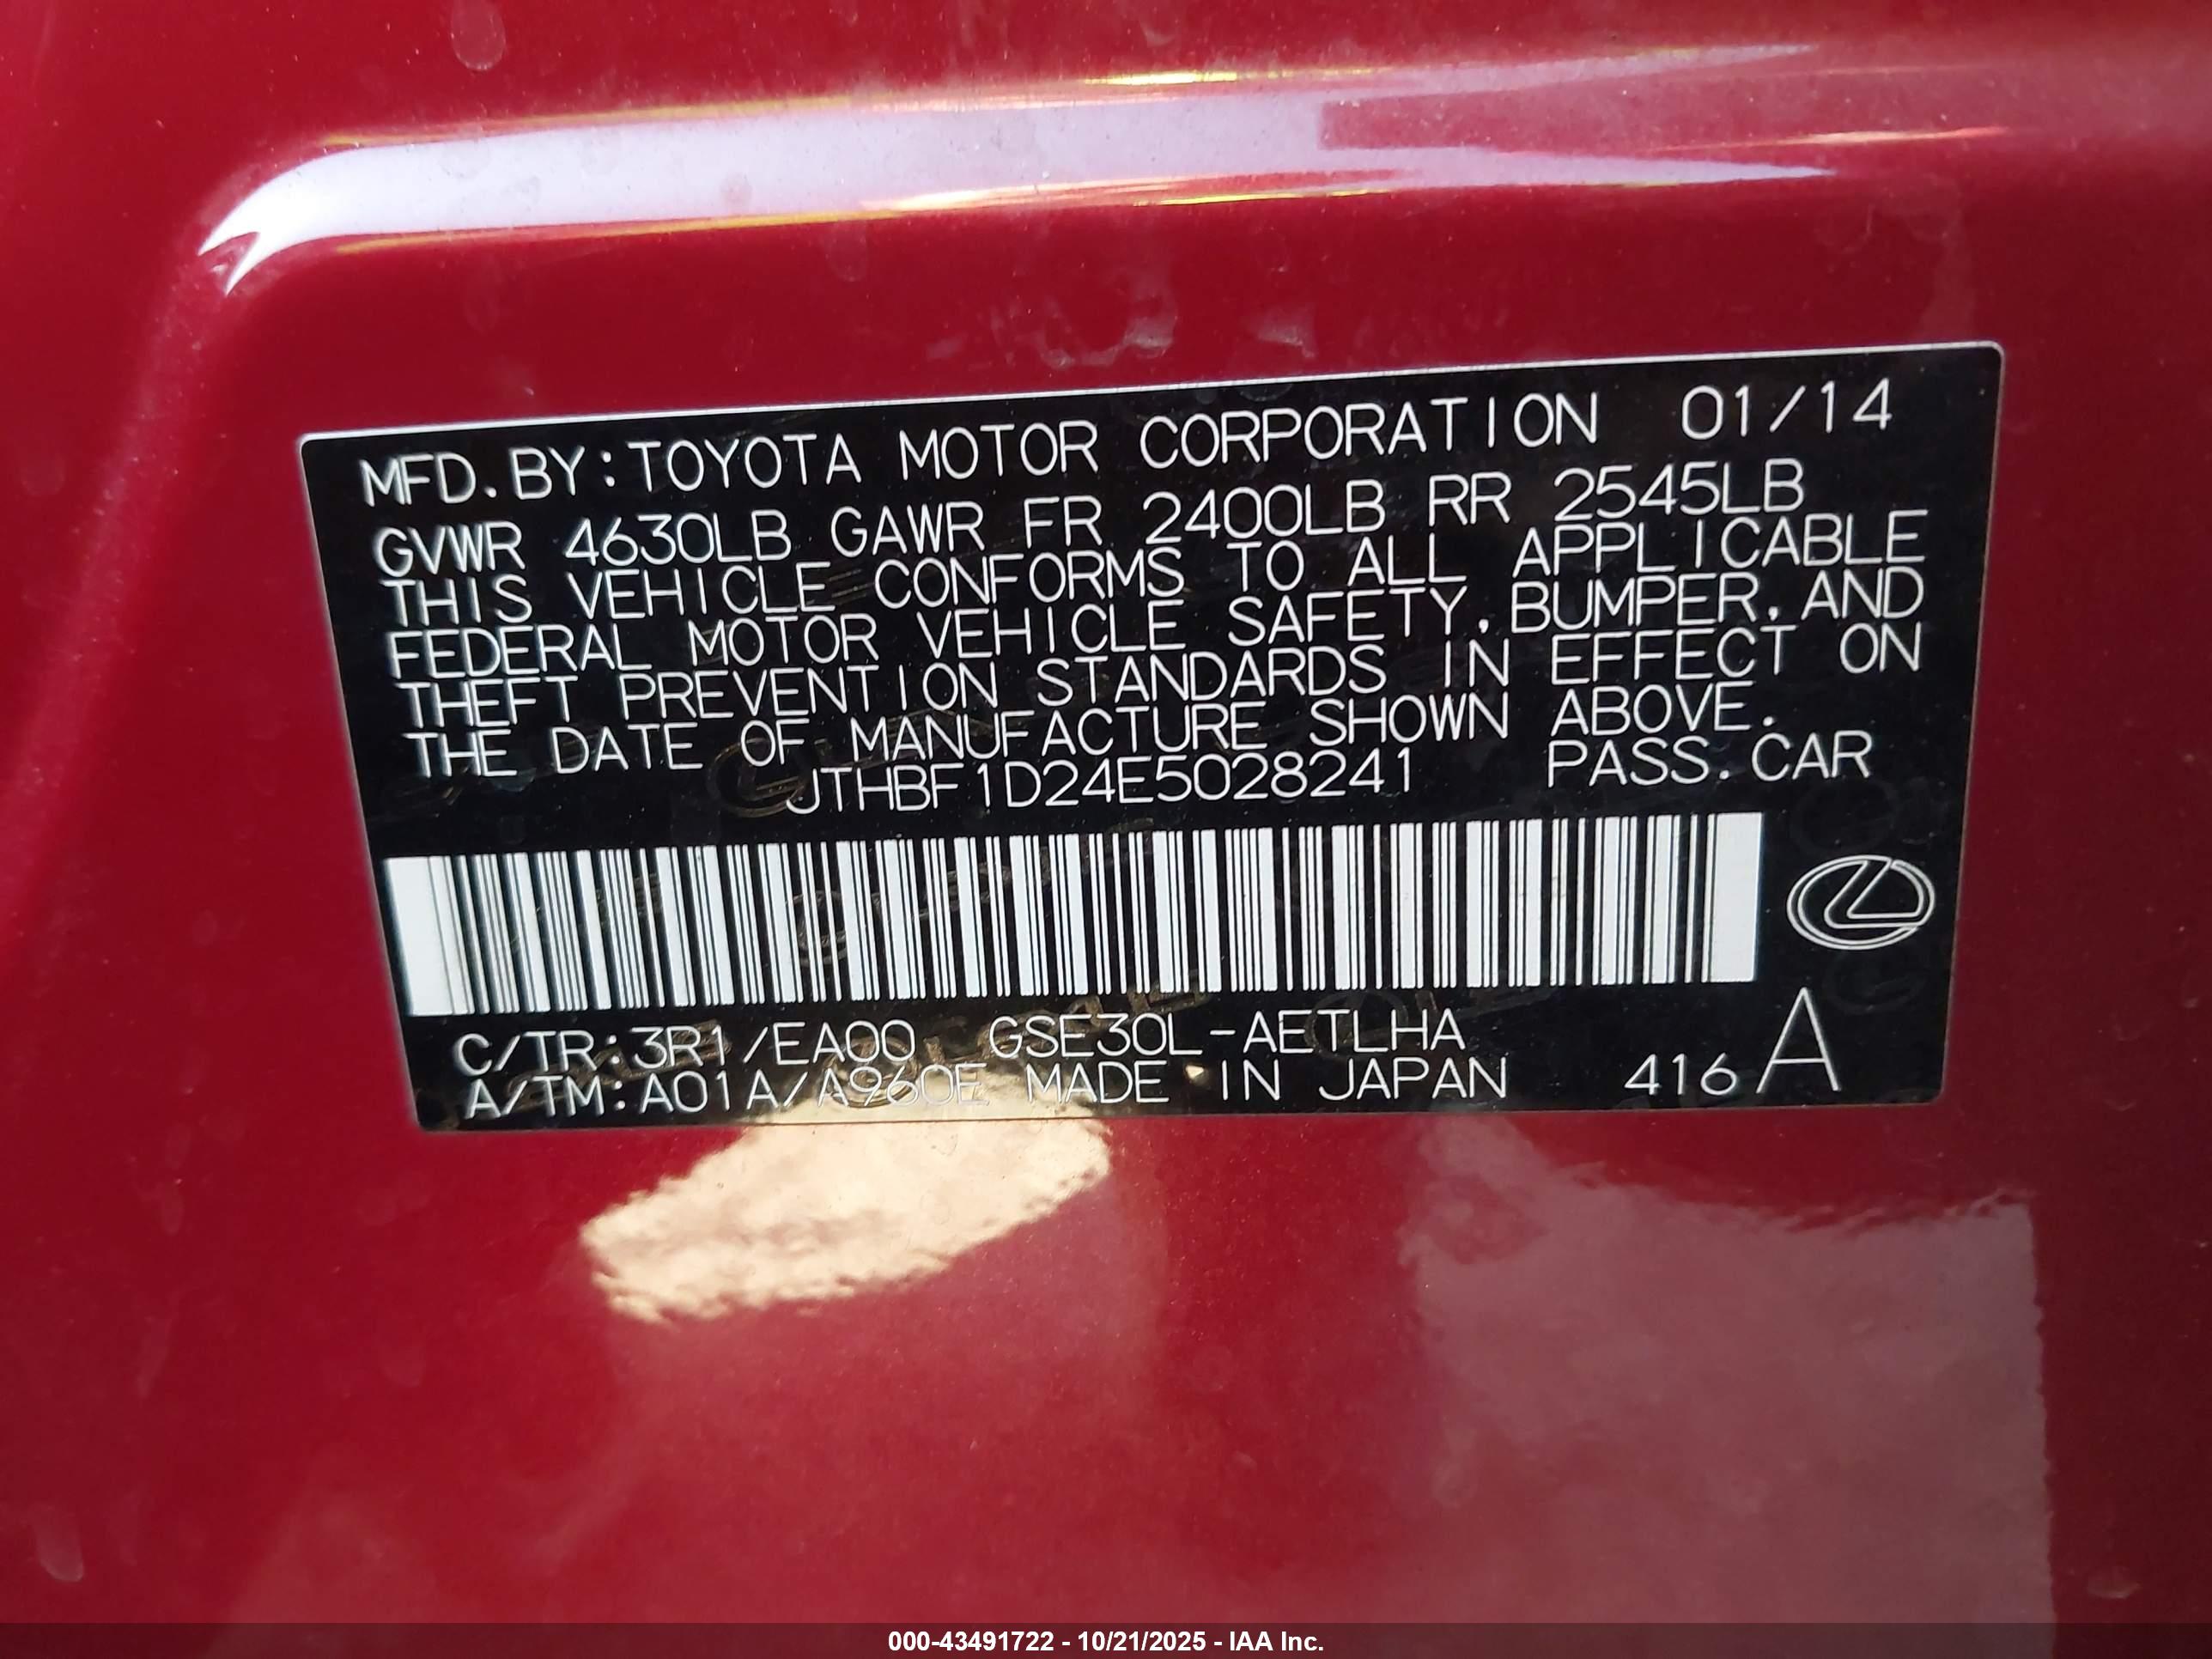 MFD.BY:TOYOTA MOTOR CORPORATION 01/14
GVWR 4630LB GAWR FR 2400LB RR 2545LB
THIS VEHICLE CONFORMS TO ALL APPLICABLE
FEDERAL MOTOR VEHICLE SAFETY,BUMPER,AND
THEFT PREVENTION STANDARDS IN EFFECT ON
THE DATE OF MANUFACTURE SHOWN ABOVE.
JTHBF1D24E5028241 PASS.CAR
C/TR:3R1/EA00 GSE30L-AETLHA
A/TM:A01A/A960E MADE IN JAPAN 416 A
000-43491722 - 10/21/2025 - IAA Inc.